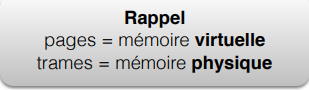 Rappel
pages = mémoire virtuelle
trames = mémoire physique